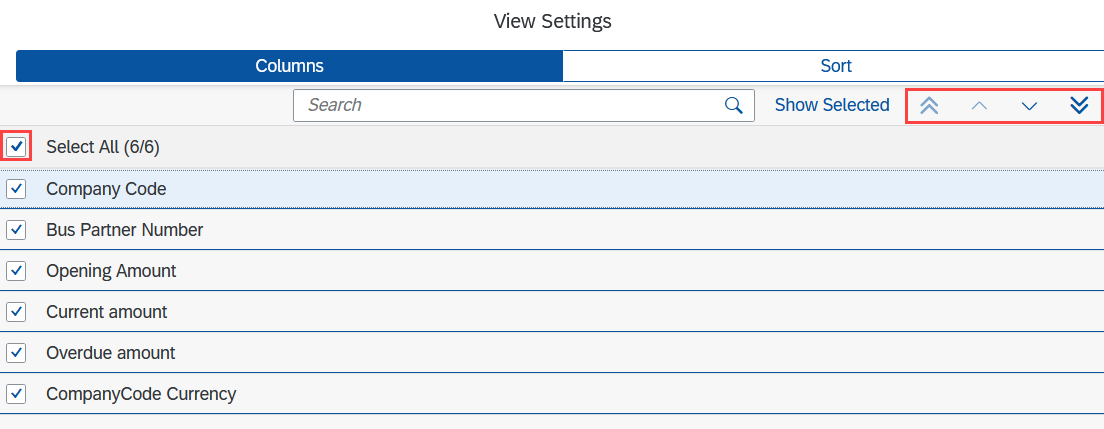 View Settings
Columns
Sort
Search
Show Selected
Select All (6/6)
Company Code
Bus Partner Number
Opening Amount
Current amount
Overdue amount
CompanyCode Currency